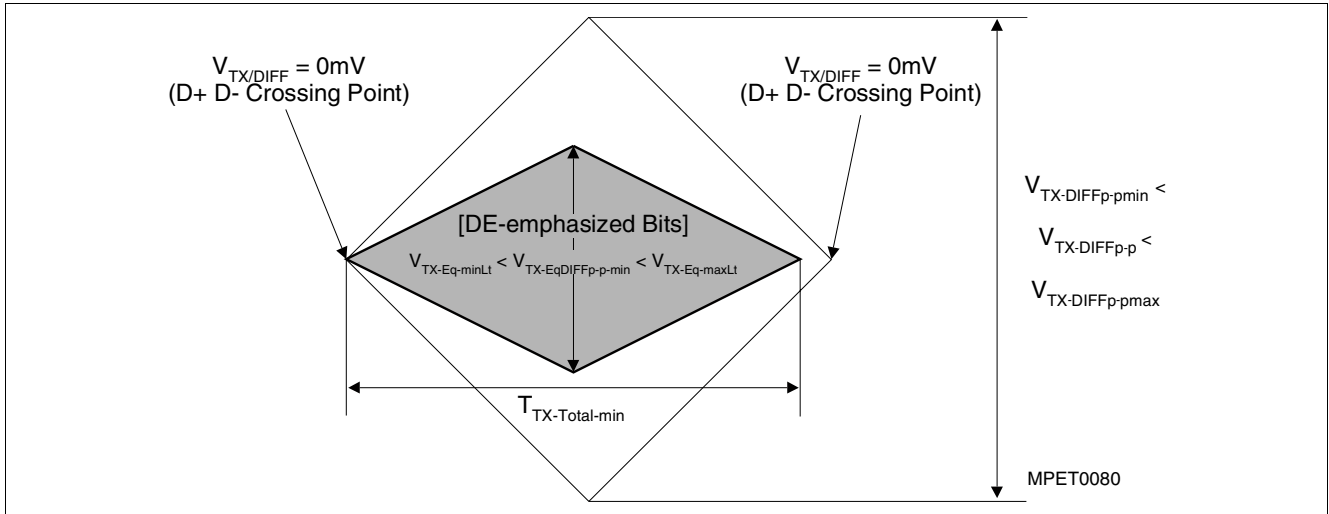 V_TX/DIFF = 0mV
(D+ D- Crossing Point)
V_TX/DIFF = 0mV
(D+ D- Crossing Point)
[DE-emphasized Bits]
V_TX-Eq-minLt < V_TX-EqDIFFp-p-min < V_TX-Eq-maxLt
T_TX-Total-min
V_TX-DIFFp-pmin <
V_TX-DIFFp-p <
V_TX-DIFFp-pmax
MPET0080